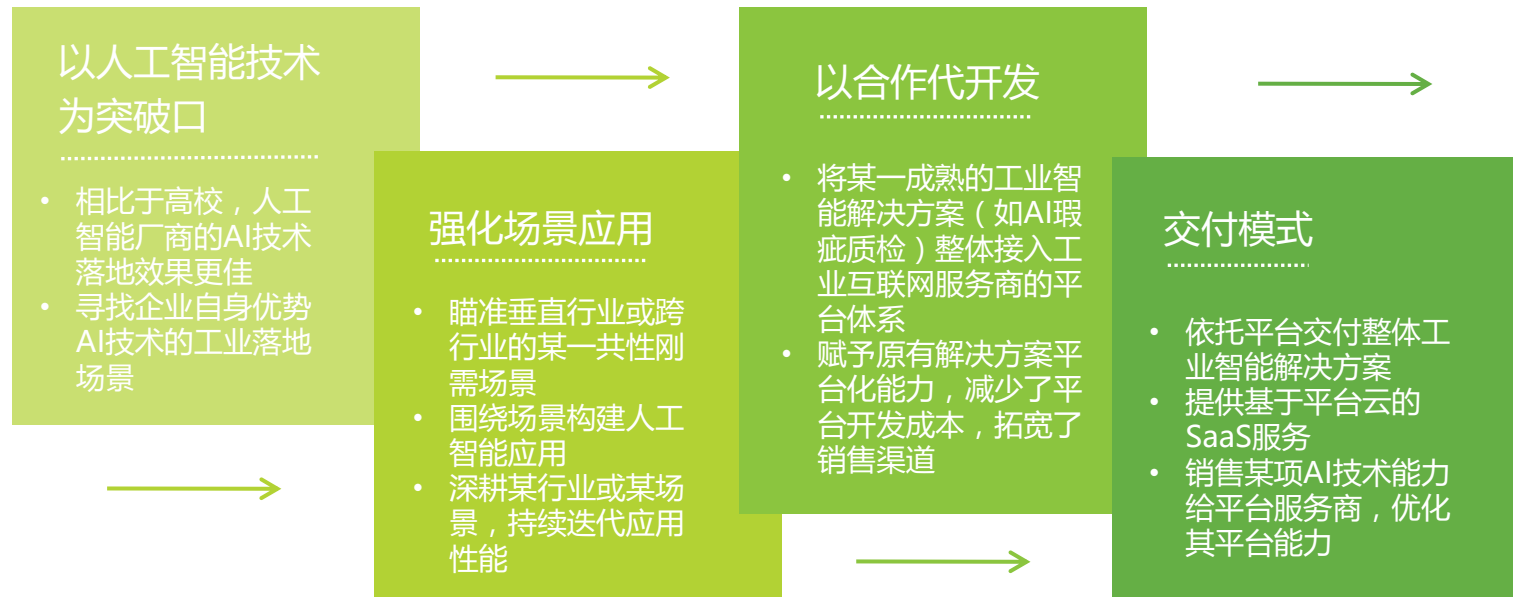 以人工智能技术
为突破口
• 相比于高校，人工
智能厂商的AI技术
落地效果更佳
• 寻找企业自身优势
AI技术的工业落地
场景
强化场景应用
• 瞄准垂直行业或跨
行业的某一共性刚
需场景
• 围绕场景构建人工
智能应用
• 深耕某行业或某场
景，持续迭代应用
性能
以合作代开发
• 将某一成熟的工业智
能解决方案（如AI瑕
疵质检）整体接入工
业互联网服务商的平
台体系
• 赋予原有解决方案平
台化能力，减少了平
台开发成本，拓宽了
销售渠道
交付模式
• 依托平台交付整体工
业智能解决方案
• 提供基于平台云的
SaaS服务
• 销售某项AI技术能力
给平台服务商，优化
其平台能力